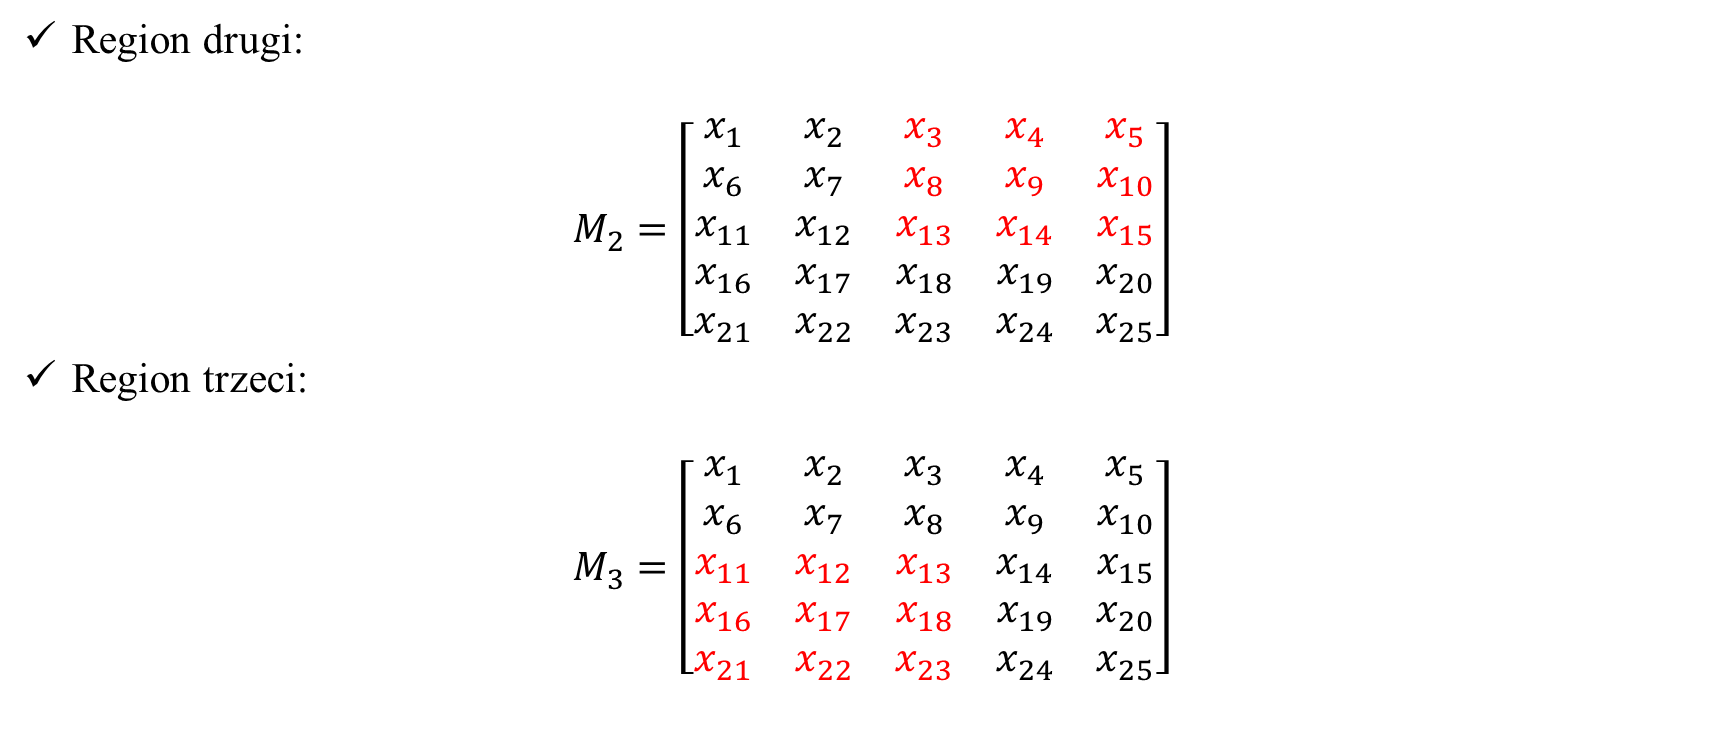 ✓ Region drugi:
x₁ x₂ x₃ x₄ x₅
x₆ x₇ x₈ x₉ x₁₀
M₂ = x₁₁ x₁₂ x₁₃ x₁₄ x₁₅
x₁₆ x₁₇ x₁₈ x₁₉ x₂₀
x₂₁ x₂₂ x₂₃ x₂₄ x₂₅
✓ Region trzeci:
x₁ x₂ x₃ x₄ x₅
x₆ x₇ x₈ x₉ x₁₀
M₃ = x₁₁ x₁₂ x₁₃ x₁₄ x₁₅
x₁₆ x₁₇ x₁₈ x₁₉ x₂₀
x₂₁ x₂₂ x₂₃ x₂₄ x₂₅